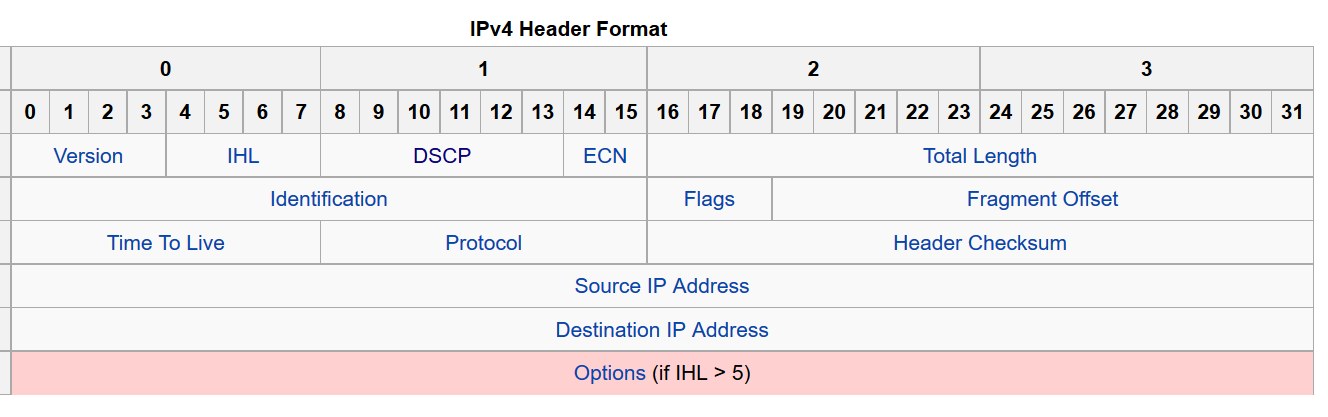 IPv4 Header Format
0 1 2 3
0 1 2 3 4 5 6 7 8 9 10 11 12 13 14 15 16 17 18 19 20 21 22 23 24 25 26 27 28 29 30 31
Version IHL DSCP ECN Total Length
Identification Flags Fragment Offset
Time To Live Protocol Header Checksum
Source IP Address
Destination IP Address
Options (if IHL > 5)